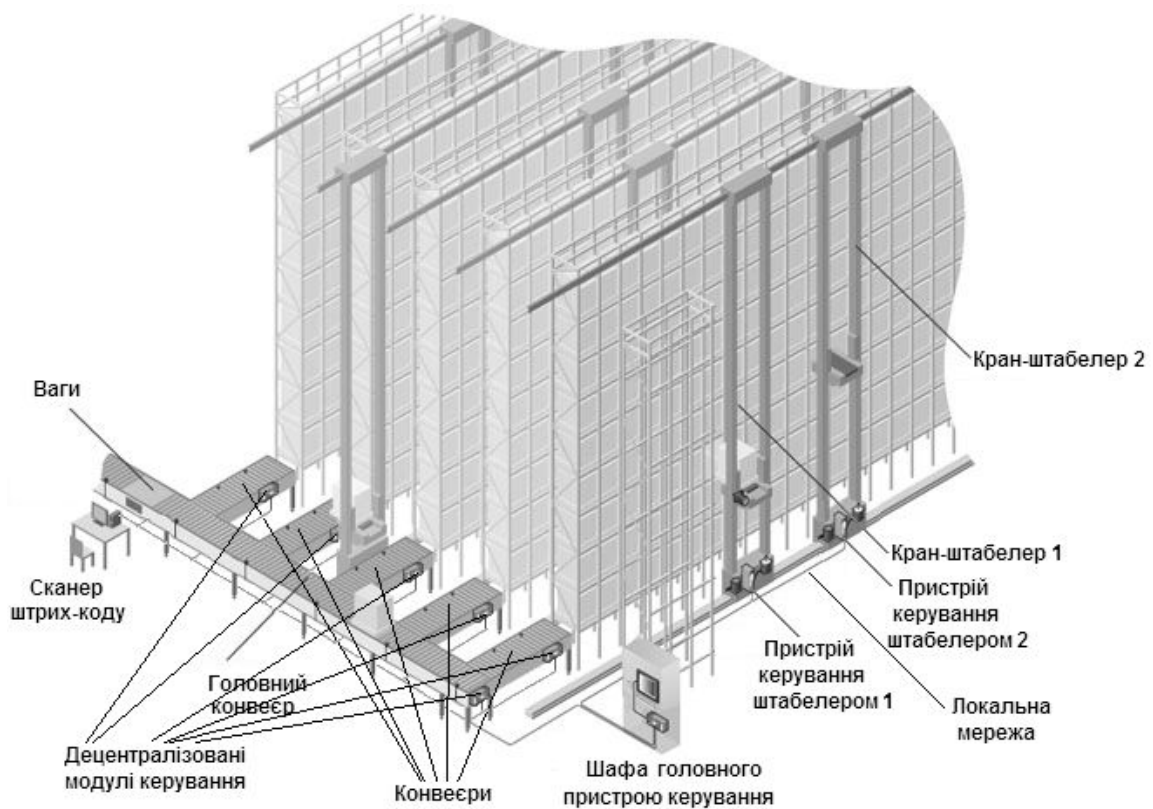 Ваги
Кран-штабелер 2
Сканер
штрих-коду
Кран-штабелер 1
Пристрій
керування
штабелером 2
Пристрій
керування
штабелером 1
Головний
конвеєр
Локальна
мережа
Децентралізовані
модулі керування
Конвеєри
Шафа головного
пристрою керування